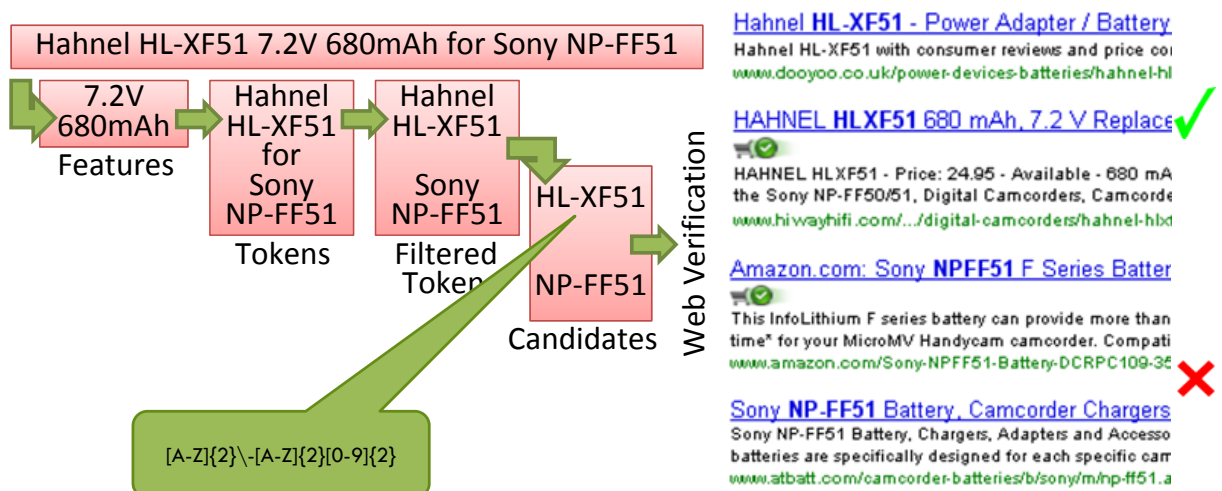 Hahnel HL-XF51 7.2V 680mAh for Sony NP-FF51
7.2V
680mAh
Features
Hahnel
HL-XF51
for
Sony
NP-FF51
Tokens
Hahnel
HL-XF51
Sony
NP-FF51
Filtered
Token
HL-XF51
NP-FF51
Candidates
[A-Z]{2}\-[A-Z]{2}[0-9]{2}
Web Verification
Hahnel HL-XF51 - Power Adapter / Battery
Hahnel HL-XF51 with consumer reviews and price
www.dooyoo.co.uk/power-devices-batteries/hahnel-hl
HAHNEL HLXF51 680 mAh, 7.2 V Replace
HAHNEL HLXF51 - Price: 24.95 - Available - 680 mA
the Sony NP-FF50/51, Digital Camcorders, Camcorde
www.hiwayhifi.com/.../digital-camcorders/hahnel-hlxf
Amazon.com: Sony NPFF51 F Series Batter
This InfoLithium F series battery can provide more than
time* for your MicroMV Handycam camcorder. Compati
www.amazon.com/Sony-NPFF51-Battery-DCRPC109-35
Sony NP-FF51 Battery, Camcorder Chargers
Sony NP-FF51 Battery, Chargers, Adapters and Accesso
batteries are specifically designed for each specific cam
www.atbatt.com/camcorder-batteries/b/sony/m/np-ff51.a